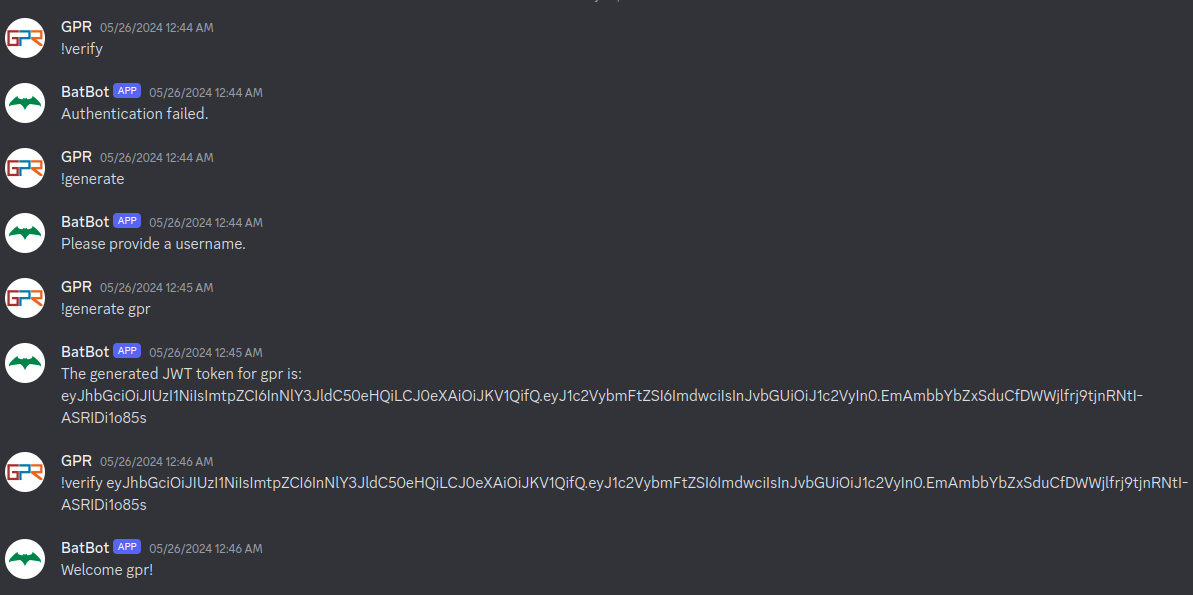 GPR 05/26/2024 12:44 AM
!verify
BatBot APP 05/26/2024 12:44 AM
Authentication failed.
GPR 05/26/2024 12:44 AM
!generate
BatBot APP 05/26/2024 12:44 AM
Please provide a username.
GPR 05/26/2024 12:45 AM
!generate gpr
BatBot APP 05/26/2024 12:45 AM
The generated JWT token for gpr is:
eyJhbGciOiJIUzI1NiIsImtpZCI6InNlY3JldC50eHQiLCJ0eXAiOiJKV1QifQ.eyJ1c2VybmFtZSI6ImdwciIsInJvbGUiOiJ1c2VyIn0.EmAmbbYbZxSduCfDWWjlfrj9tjnRNtI-
ASRIDi1o85s
GPR 05/26/2024 12:46 AM
!verify eyJhbGciOiJIUzI1NiIsImtpZCI6InNlY3JldC50eHQiLCJ0eXAiOiJKV1QifQ.eyJ1c2VybmFtZSI6ImdwciIsInJvbGUiOiJ1c2VyIn0.EmAmbbYbZxSduCfDWWjlfrj9tjnRNtI-
ASRIDi1o85s
BatBot APP 05/26/2024 12:46 AM
Welcome gpr!